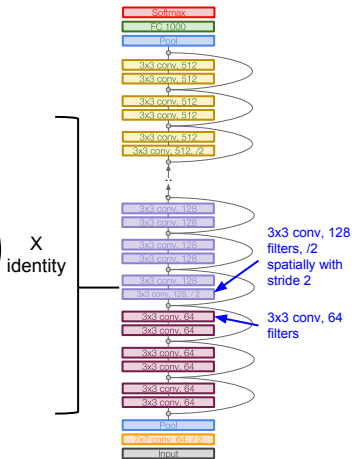 Softmax
FC 1000
Pool
3x3 conv, 512
3x3 conv, 512
3x3 conv, 512
3x3 conv, 512
3x3 conv, 512
3x3 conv, 512, /2
..
3x3 conv, 128
3x3 conv, 128
3x3 conv, 128
3x3 conv, 128
3x3 conv, 128
3x3 conv, 128, / 2
3x3 conv, 64
3x3 conv, 64
3x3 conv, 64
3x3 conv, 64
3x3 conv, 64
3x3 conv, 64
Pool
7x7 conv, 64, / 2
Input
)
X
identity
3x3 conv, 128
filters, /2
spatially with
stride 2
3x3 conv, 64
filters